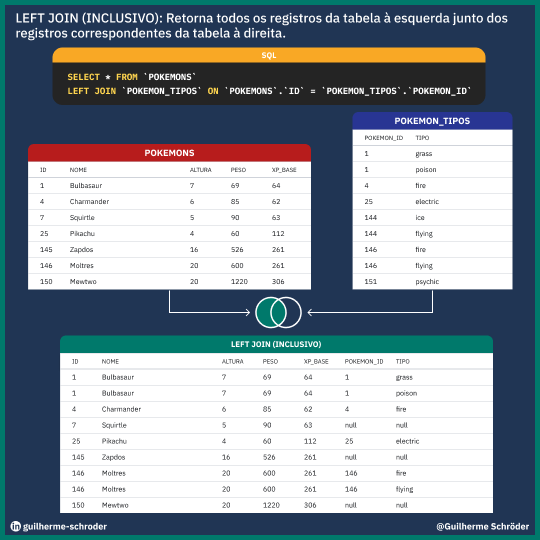 LEFT JOIN (INCLUSIVO): Retorna todos os registros da tabela à esquerda junto dos
registros correspondentes da tabela à direita.
SQL
SELECT * FROM `POKEMONS`
LEFT JOIN `POKEMON_TIPOS` ON `POKEMONS`.`ID` = `POKEMON_TIPOS`.`POKEMON_ID`
POKEMONS
ID NOME ALTURA PESO XP_BASE
1 Bulbasaur 7 69 64
4 Charmander 6 85 62
7 Squirtle 5 90 63
25 Pikachu 4 60 112
145 Zapdos 16 526 261
146 Moltres 20 600 261
150 Mewtwo 20 1220 306
POKEMON_TIPOS
POKEMON_ID TIPO
1 grass
1 poison
4 fire
25 electric
144 ice
144 flying
146 fire
146 flying
151 psychic
LEFT JOIN (INCLUSIVO)
ID NOME ALTURA PESO XP_BASE POKEMON_ID TIPO
1 Bulbasaur 7 69 64 1 grass
1 Bulbasaur 7 69 64 1 poison
4 Charmander 6 85 62 4 fire
7 Squirtle 5 90 63 null null
25 Pikachu 4 60 112 25 electric
145 Zapdos 16 526 261 null null
146 Moltres 20 600 261 146 fire
146 Moltres 20 600 261 146 flying
150 Mewtwo 20 1220 306 null null
in guilherme-schroder
@Guilherme Schröder